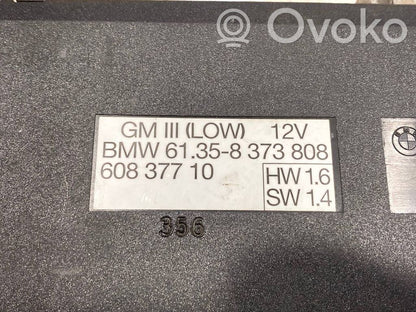 Ovoko
GM III (LOW) 12V
BMW 61.35-8 373 808
608 377 10 HW 1.6
SW 1.4
356
© Ovoko